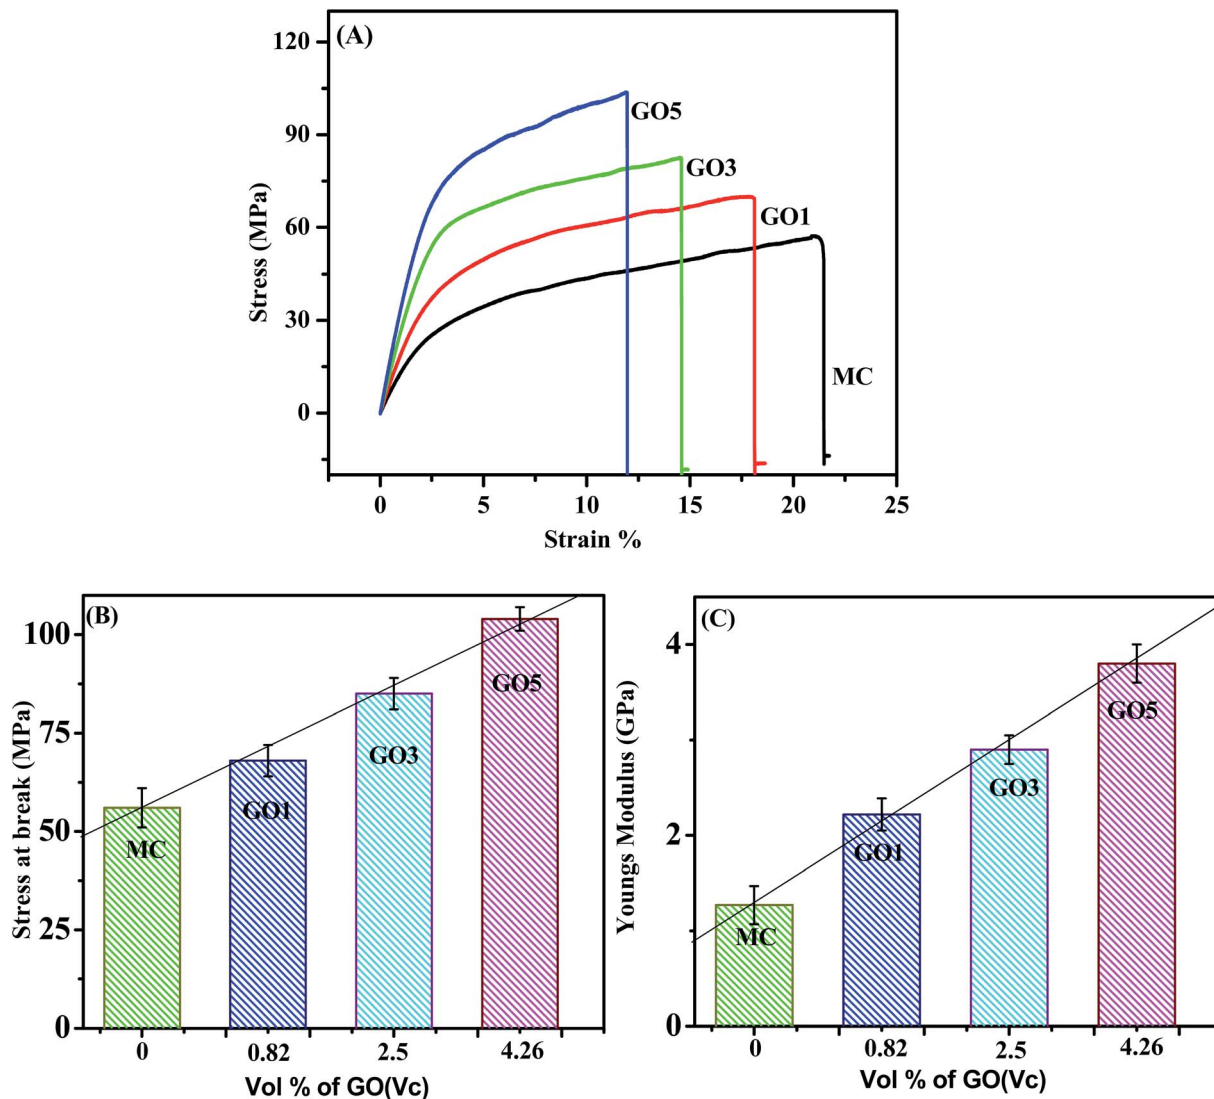 (A)
120
90
60
30
0
Stress (MPa)
GO5
GO3
GO1
MC
0 5 10 15 20 25
Strain %
(B)
100
75
50
25
0
Stress at break (MPa)
MC
GO1
GO3
GO5
0 0.82 2.5 4.26
Vol % of GO(Vc)
(C)
4
2
0
Youngs Modulus (GPa)
MC
GO1
GO3
GO5
0 0.82 2.5 4.26
Vol % of GO(Vc)